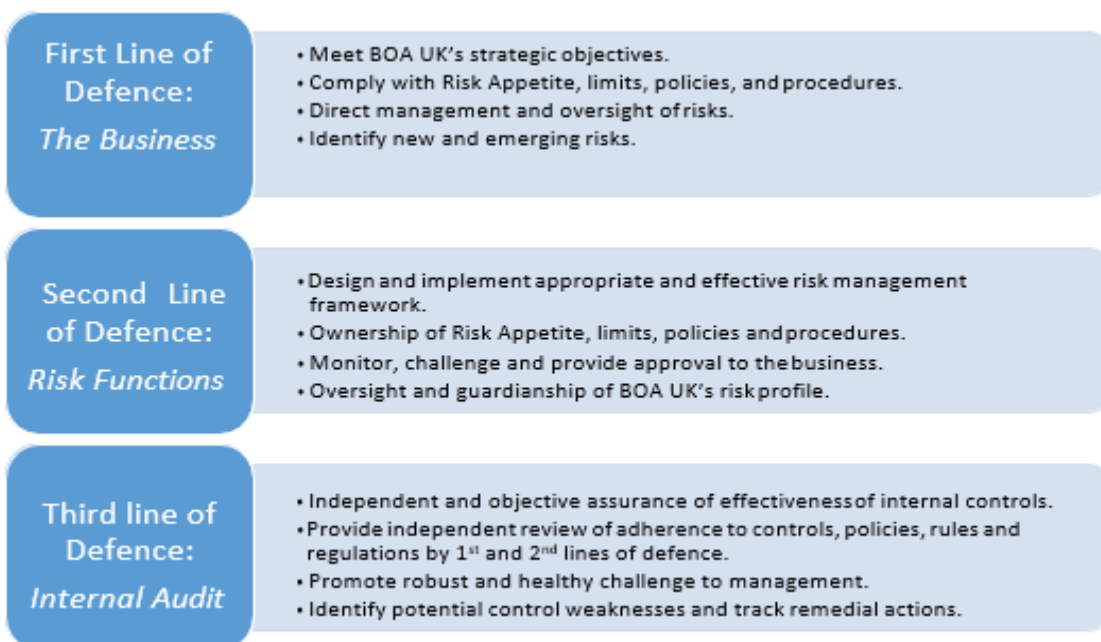 First Line of
Defence:
The Business
• Meet BOA UK’s strategic objectives.
• Comply with Risk Appetite, limits, policies, and procedures.
• Direct management and oversight of risks.
• Identify new and emerging risks.
Second Line
of Defence:
Risk Functions
• Design and implement appropriate and effective risk management
framework.
• Ownership of Risk Appetite, limits, policies and procedures.
• Monitor, challenge and provide approval to the business.
• Oversight and guardianship of BOA UK’s risk profile.
Third line of
Defence:
Internal Audit
• Independent and objective assurance of effectiveness of internal controls.
• Provide independent review of adherence to controls, policies, rules and
regulations by 1st and 2nd lines of defence.
• Promote robust and healthy challenge to management.
• Identify potential control weaknesses and track remedial actions.